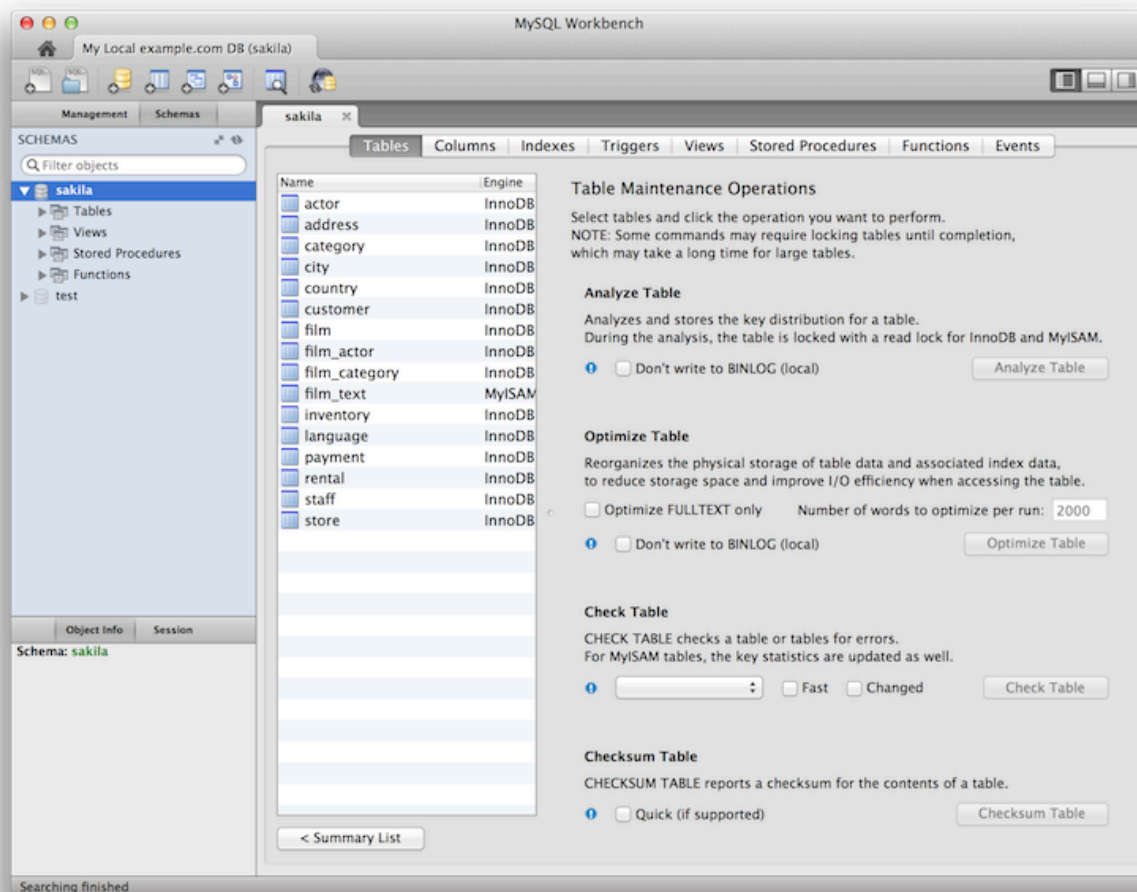 MySQL Workbench
My Local example.com DB (sakila)
Management Schemas
SCHEMAS
Filter objects
sakila
Tables
Views
Stored Procedures
Functions
test
Object Info Session
Schema: sakila
sakila
Tables Columns Indexes Triggers Views Stored Procedures Functions Events
Name Engine
actor InnoDB
address InnoDB
category InnoDB
city InnoDB
country InnoDB
customer InnoDB
film InnoDB
film_actor InnoDB
film_category InnoDB
film_text MyISAM
inventory InnoDB
language InnoDB
payment InnoDB
rental InnoDB
staff InnoDB
store InnoDB
< Summary List
Table Maintenance Operations
Select tables and click the operation you want to perform.
NOTE: Some commands may require locking tables until completion,
which may take a long time for large tables.
Analyze Table
Analyzes and stores the key distribution for a table.
During the analysis, the table is locked with a read lock for InnoDB and MyISAM.
Don't write to BINLOG (local) Analyze Table
Optimize Table
Reorganizes the physical storage of table data and associated index data,
to reduce storage space and improve I/O efficiency when accessing the table.
Optimize FULLTEXT only Number of words to optimize per run: 2000
Don't write to BINLOG (local) Optimize Table
Check Table
CHECK TABLE checks a table or tables for errors.
For MyISAM tables, the key statistics are updated as well.
Fast Changed Check Table
Checksum Table
CHECKSUM TABLE reports a checksum for the contents of a table.
Quick (if supported) Checksum Table
Searching finished